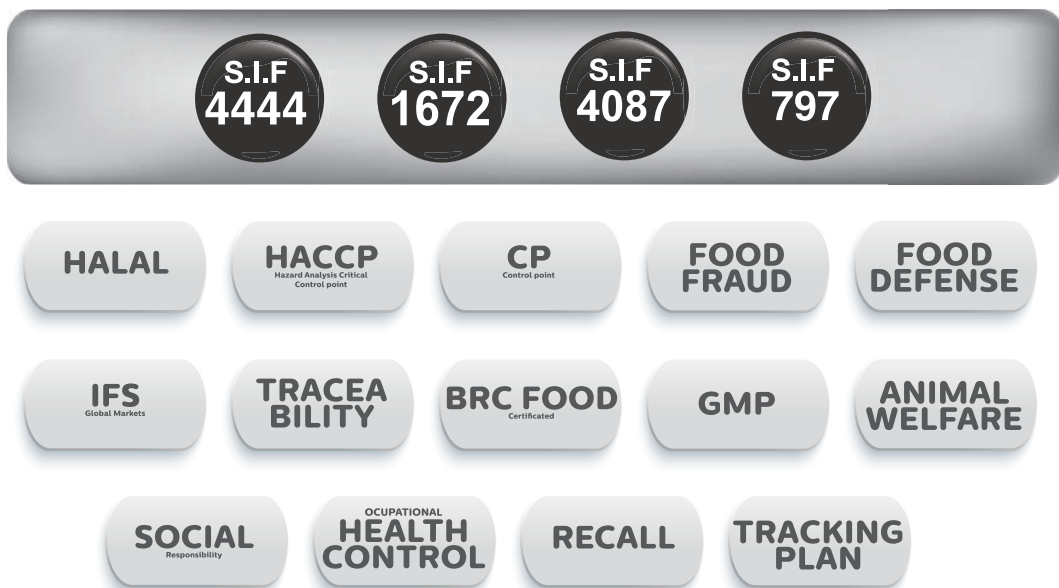 S.I.F
4444
S.I.F
1672
S.I.F
4087
S.I.F
797
HALAL
HACCP
Hazard Analysis Critical
Control point
CP
Control point
FOOD
FRAUD
FOOD
DEFENSE
IFS
Global Markets
TRACEA
BILITY
BRC FOOD
Certificated
GMP
ANIMAL
WELFARE
SOCIAL
Responsibility
OCUPATIONAL
HEALTH
CONTROL
RECALL
TRACKING
PLAN